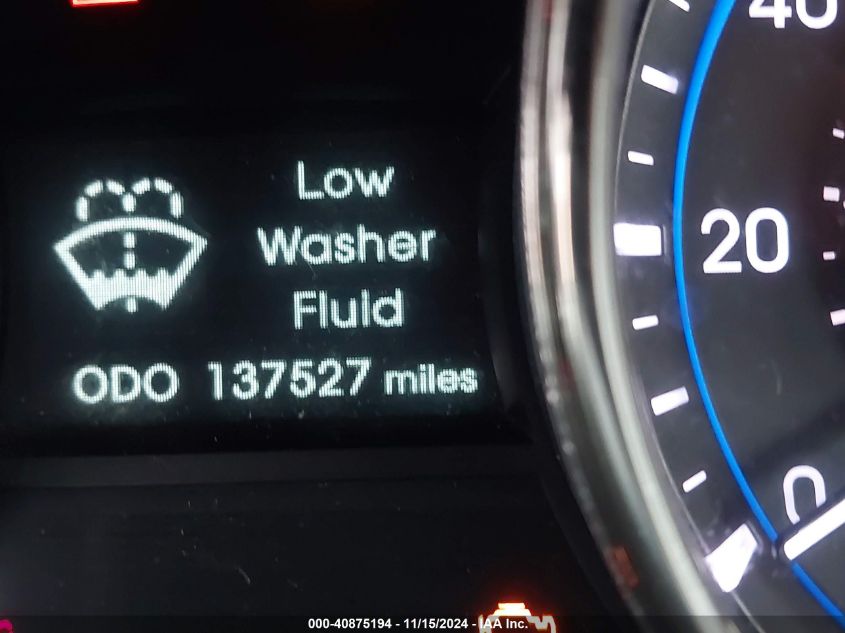 Low
Washer
Fluid
ODO 137527 miles
40
20
0
000-40875194 - 11/15/2024 - IAA Inc.